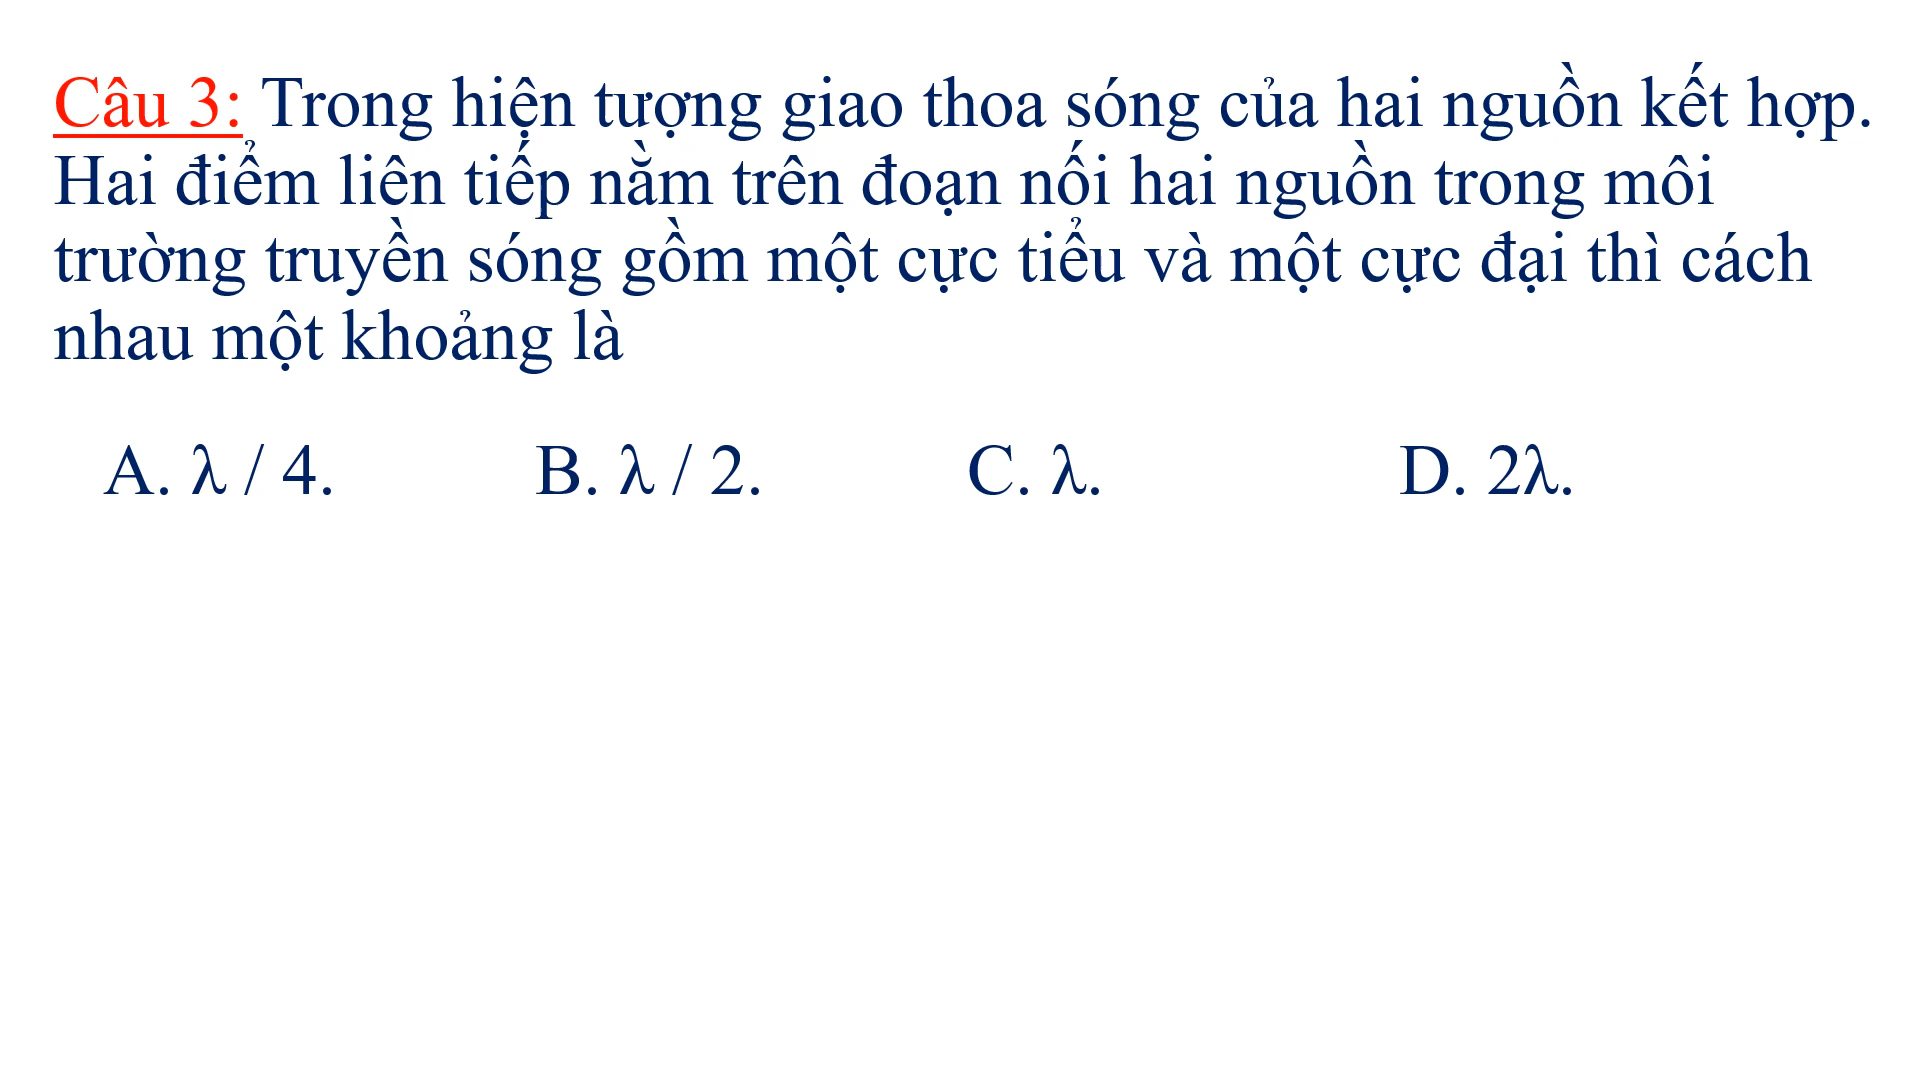 Câu 3: Trong hiện tượng giao thoa sóng của hai nguồn kết hợp.
Hai điểm liên tiếp nằm trên đoạn nối hai nguồn trong môi
trường truyền sóng gồm một cực tiểu và một cực đại thì cách
nhau một khoảng là
A. λ / 4. B. λ / 2. C. λ. D. 2λ.